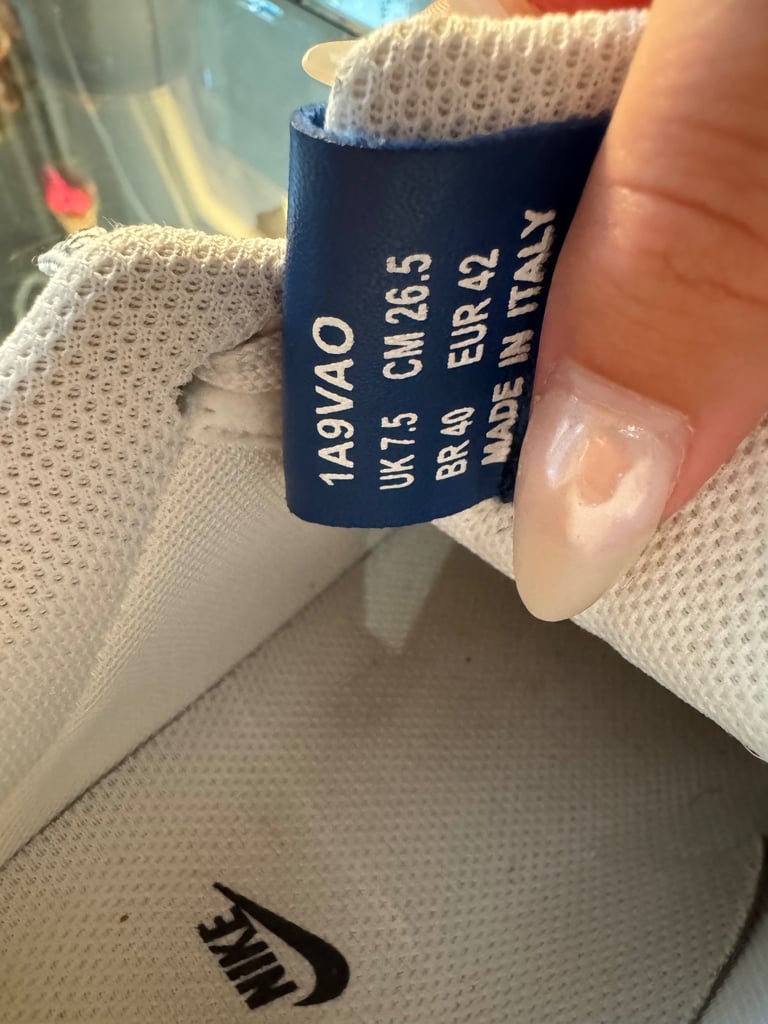 1A9VAO
UK 7.5 CM 26.5
BR 40 EUR 42
MADE IN ITALY
NIKE